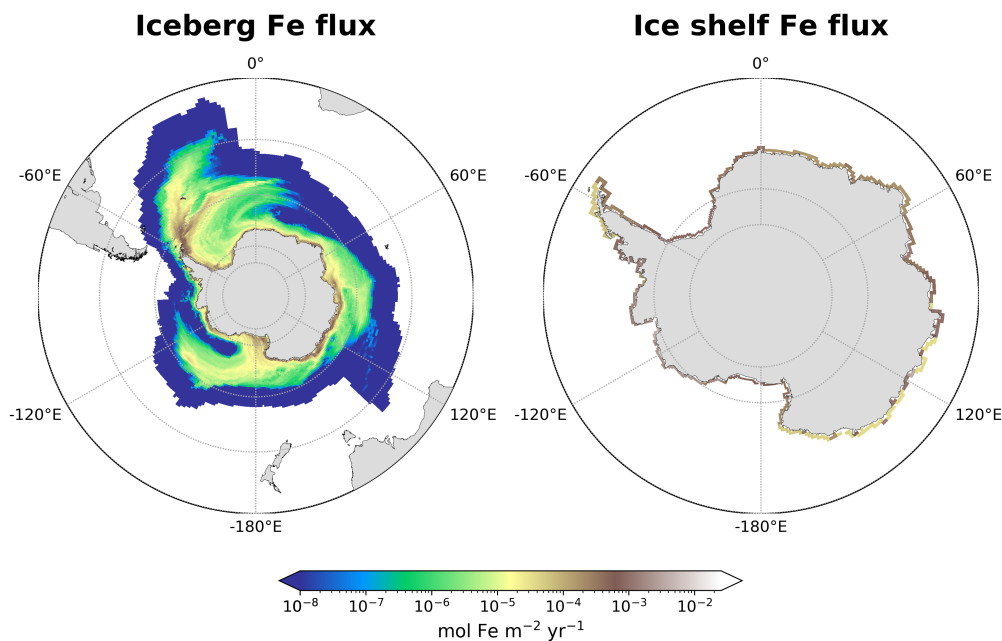 Iceberg Fe flux
Ice shelf Fe flux
0°
0°
-60°E
60°E
-60°E
60°E
-120°E
120°E
-120°E
120°E
-180°E
-180°E
10⁻⁸ 10⁻⁷ 10⁻⁶ 10⁻⁵ 10⁻⁴ 10⁻³ 10⁻²
mol Fe m⁻² yr⁻¹